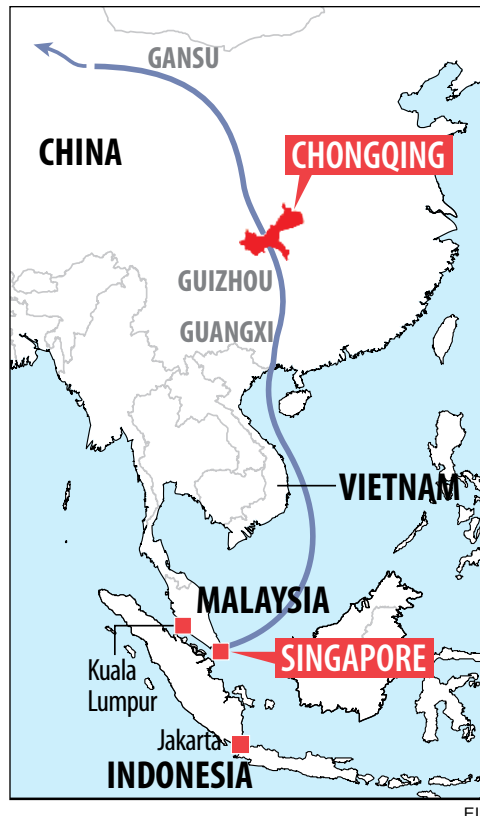 GANSU
CHINA
CHONGQING
GUIZHOU
GUANGXI
VIETNAM
MALAYSIA
SINGAPORE
Kuala
Lumpur
Jakarta
INDONESIA